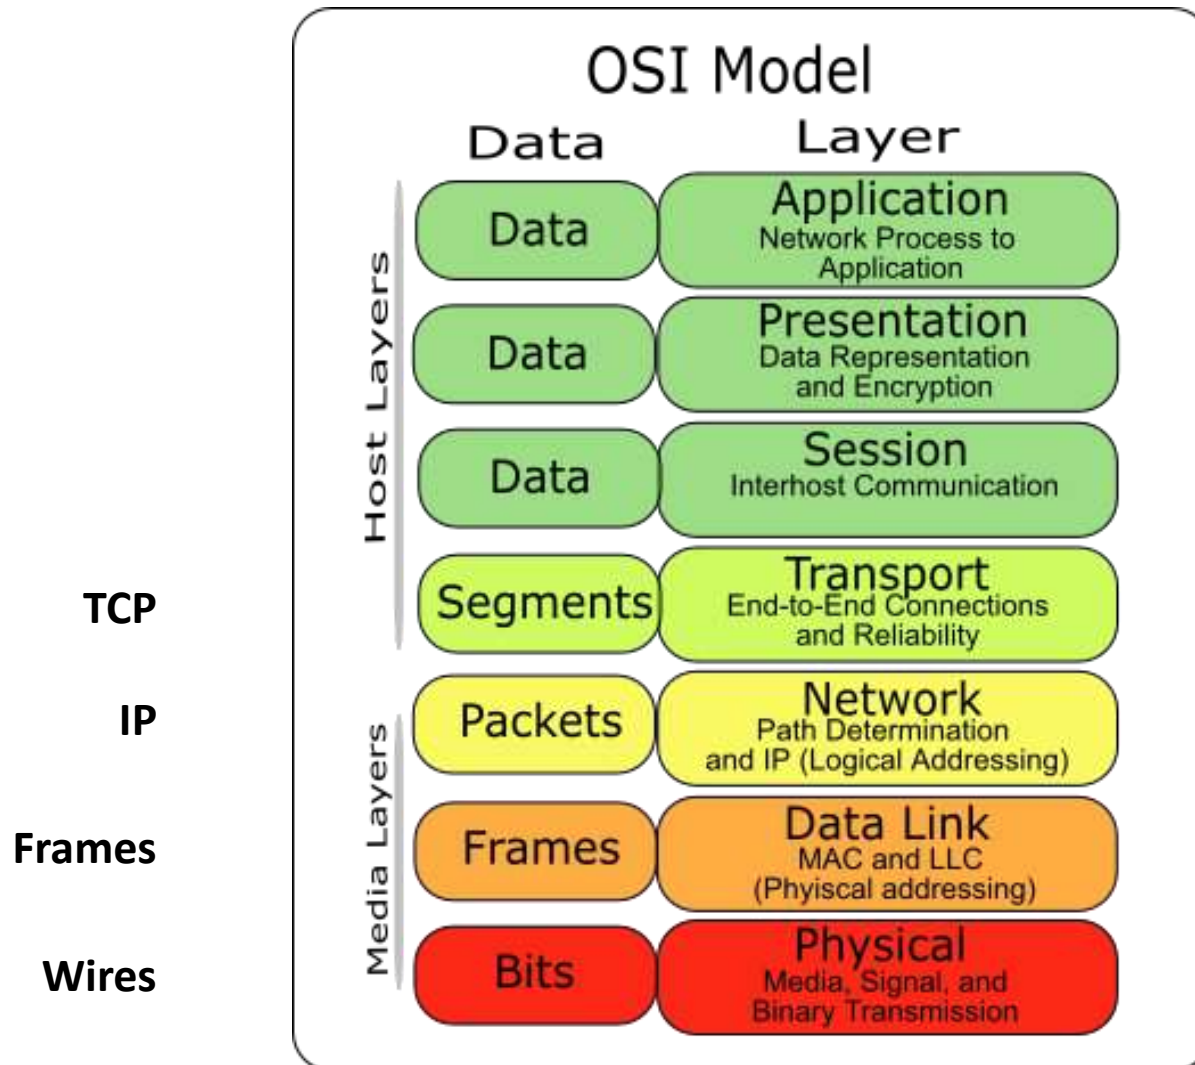 OSI Model
Data
Layer
Host Layers
Data
Application
Network Process to
Application
Data
Presentation
Data Representation
and Encryption
Data
Session
Interhost Communication
TCP
Segments
Transport
End-to-End Connections
and Reliability
Media Layers
IP
Packets
Network
Path Determination
and IP (Logical Addressing)
Frames
Frames
Data Link
MAC and LLC
(Phyiscal addressing)
Wires
Bits
Physical
Media, Signal, and
Binary Transmission